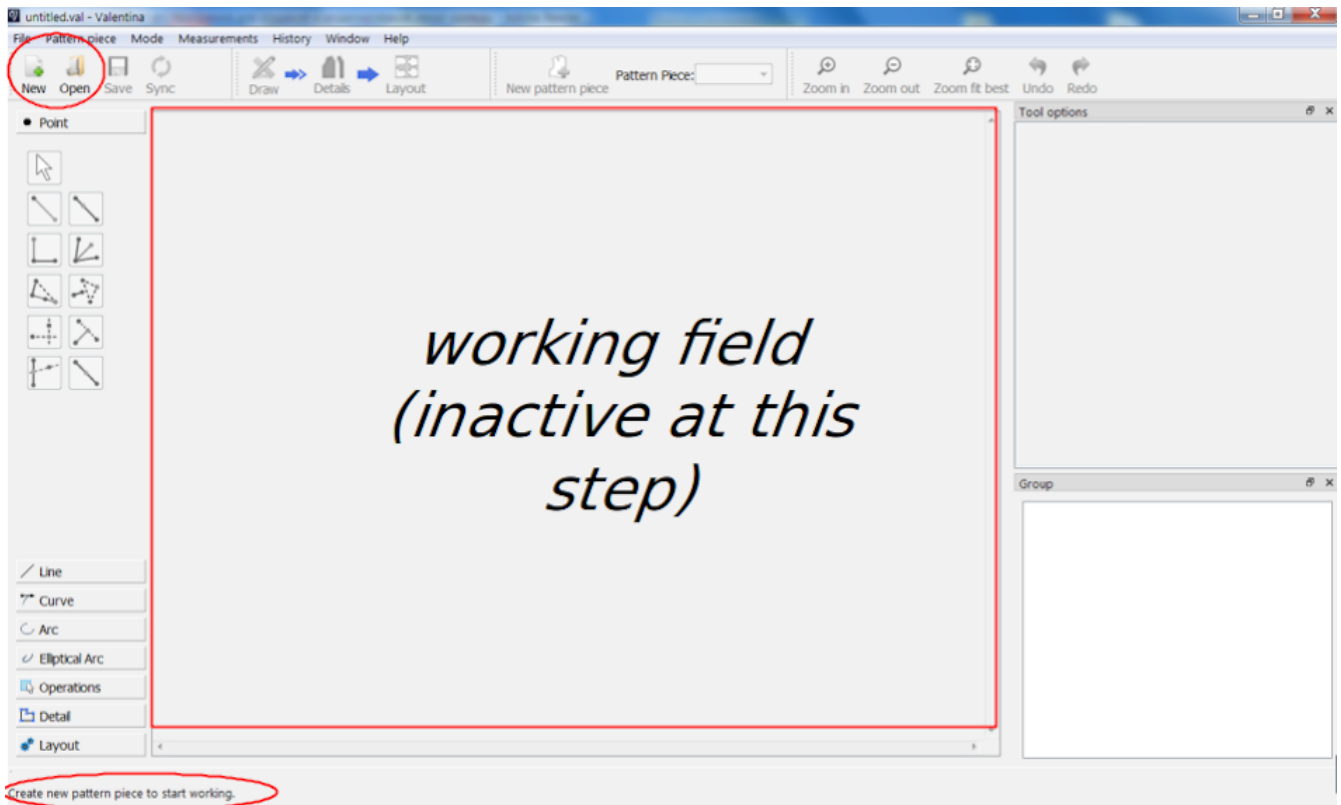 untitled.val - Valentina
File Pattern piece Mode Measurements History Window Help
New Open Save Sync Draw Details Layout New pattern piece Pattern Piece: Zoom in Zoom out Zoom fit best Undo Redo
Point
Tool options
working field
(inactive at this
step)
Group
Line
Curve
Arc
Elliptical Arc
Operations
Detail
Layout
Create new pattern piece to start working.